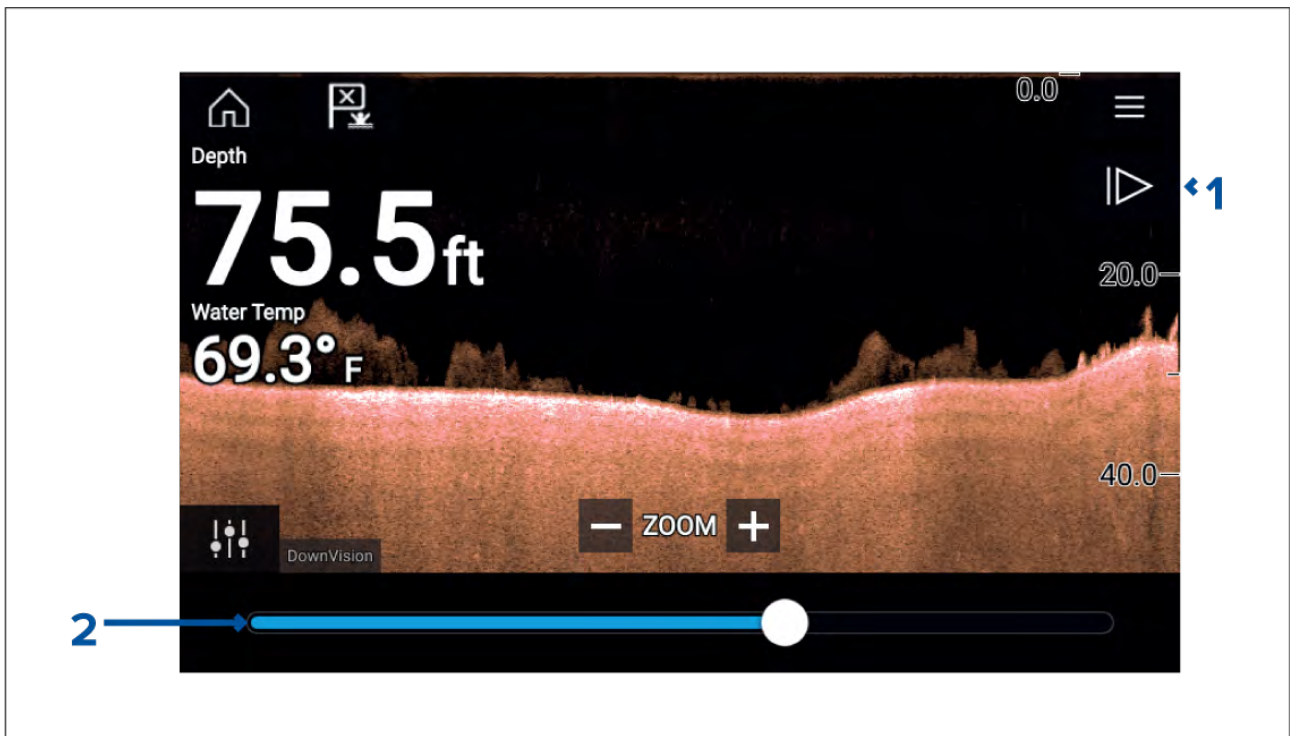 0.0
Depth
1
75.5ft
20.0
Water Temp
69.3° F
40.0
− ZOOM +
DownVision
2